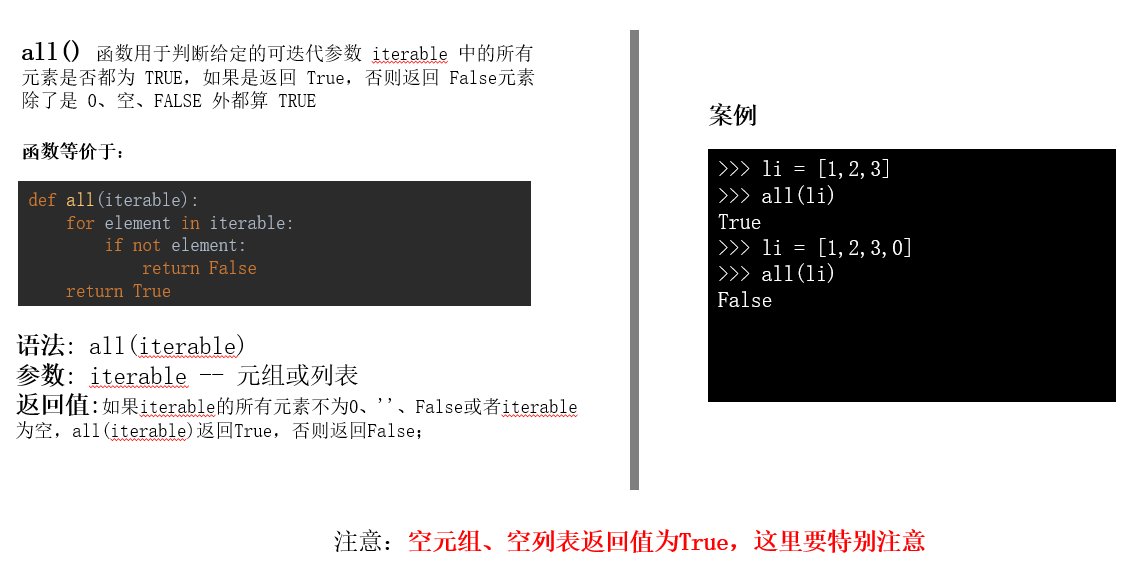 all() 函数用于判断给定的可迭代参数 iterable 中的所有
元素是否都为 TRUE，如果是返回 True，否则返回 False元素
除了是 0、空、FALSE 外都算 TRUE
函数等价于：
def all(iterable):
    for element in iterable:
        if not element:
            return False
    return True
语法: all(iterable)
参数: iterable -- 元组或列表
返回值:如果iterable的所有元素不为0、''、False或者iterable
为空，all(iterable)返回True，否则返回False；
案例
>>> li = [1,2,3]
>>> all(li)
True
>>> li = [1,2,3,0]
>>> all(li)
False
注意：空元组、空列表返回值为True，这里要特别注意